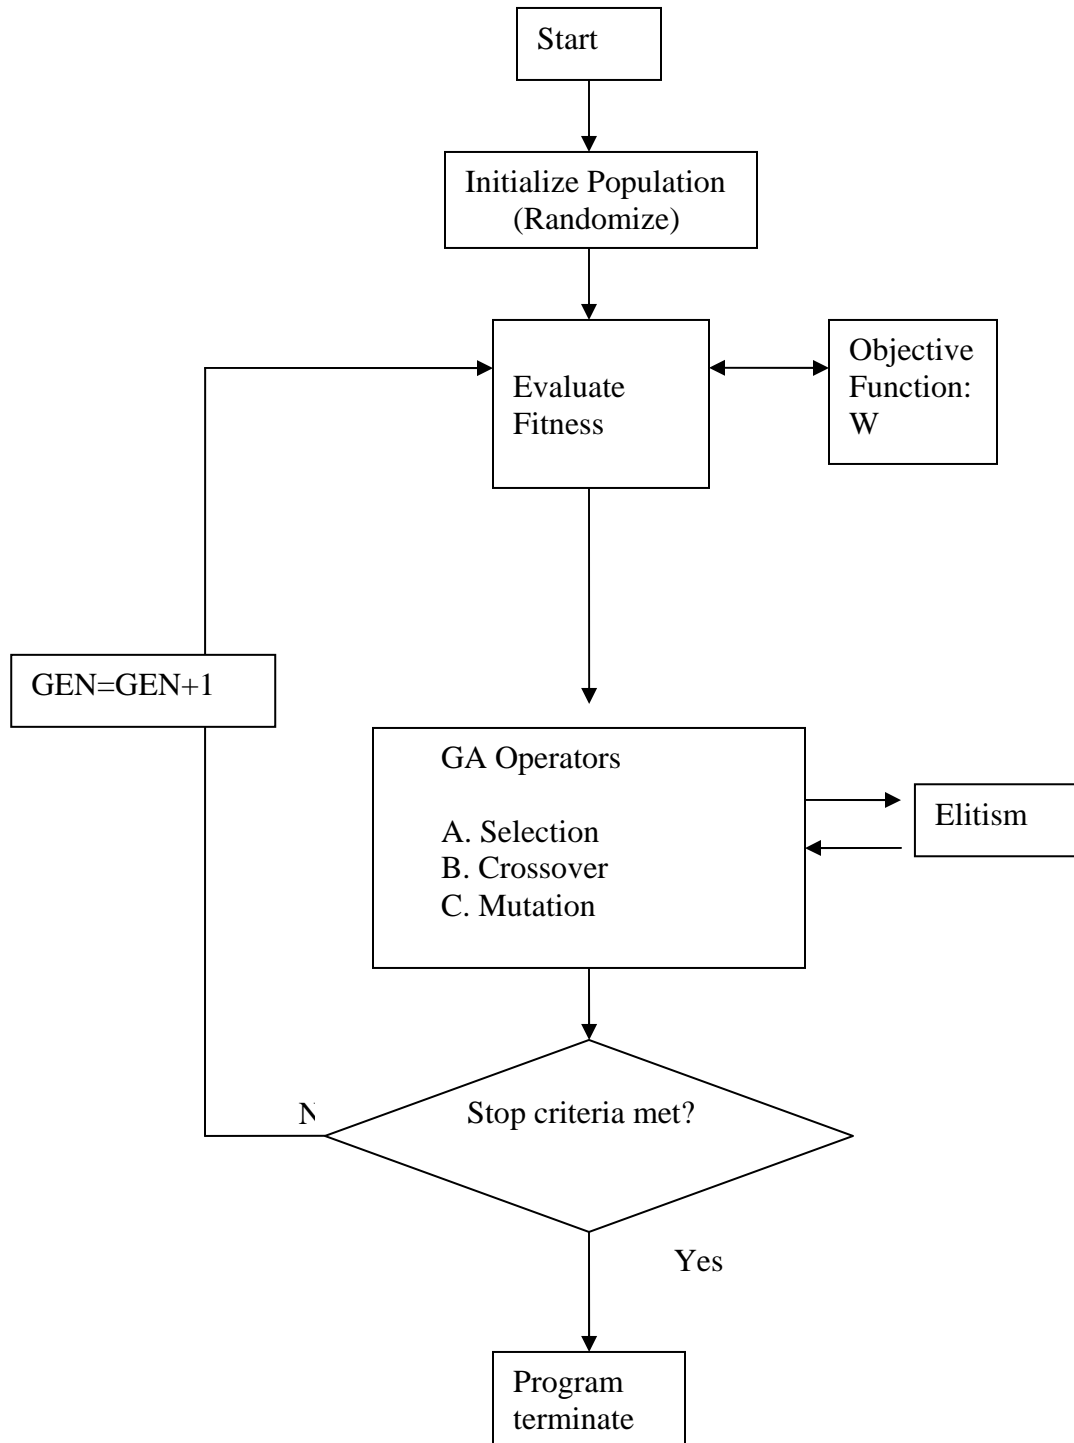 Start
Initialize Population
(Randomize)
Evaluate
Fitness
Objective
Function:
W
GEN=GEN+1
GA Operators
A. Selection
B. Crossover
C. Mutation
Elitism
N
Stop criteria met?
Yes
Program
terminate